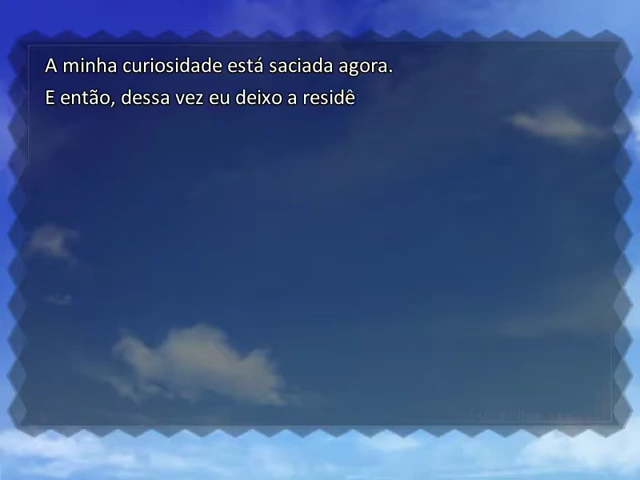 A minha curiosidade está saciada agora.
E então, dessa vez eu deixo a residê